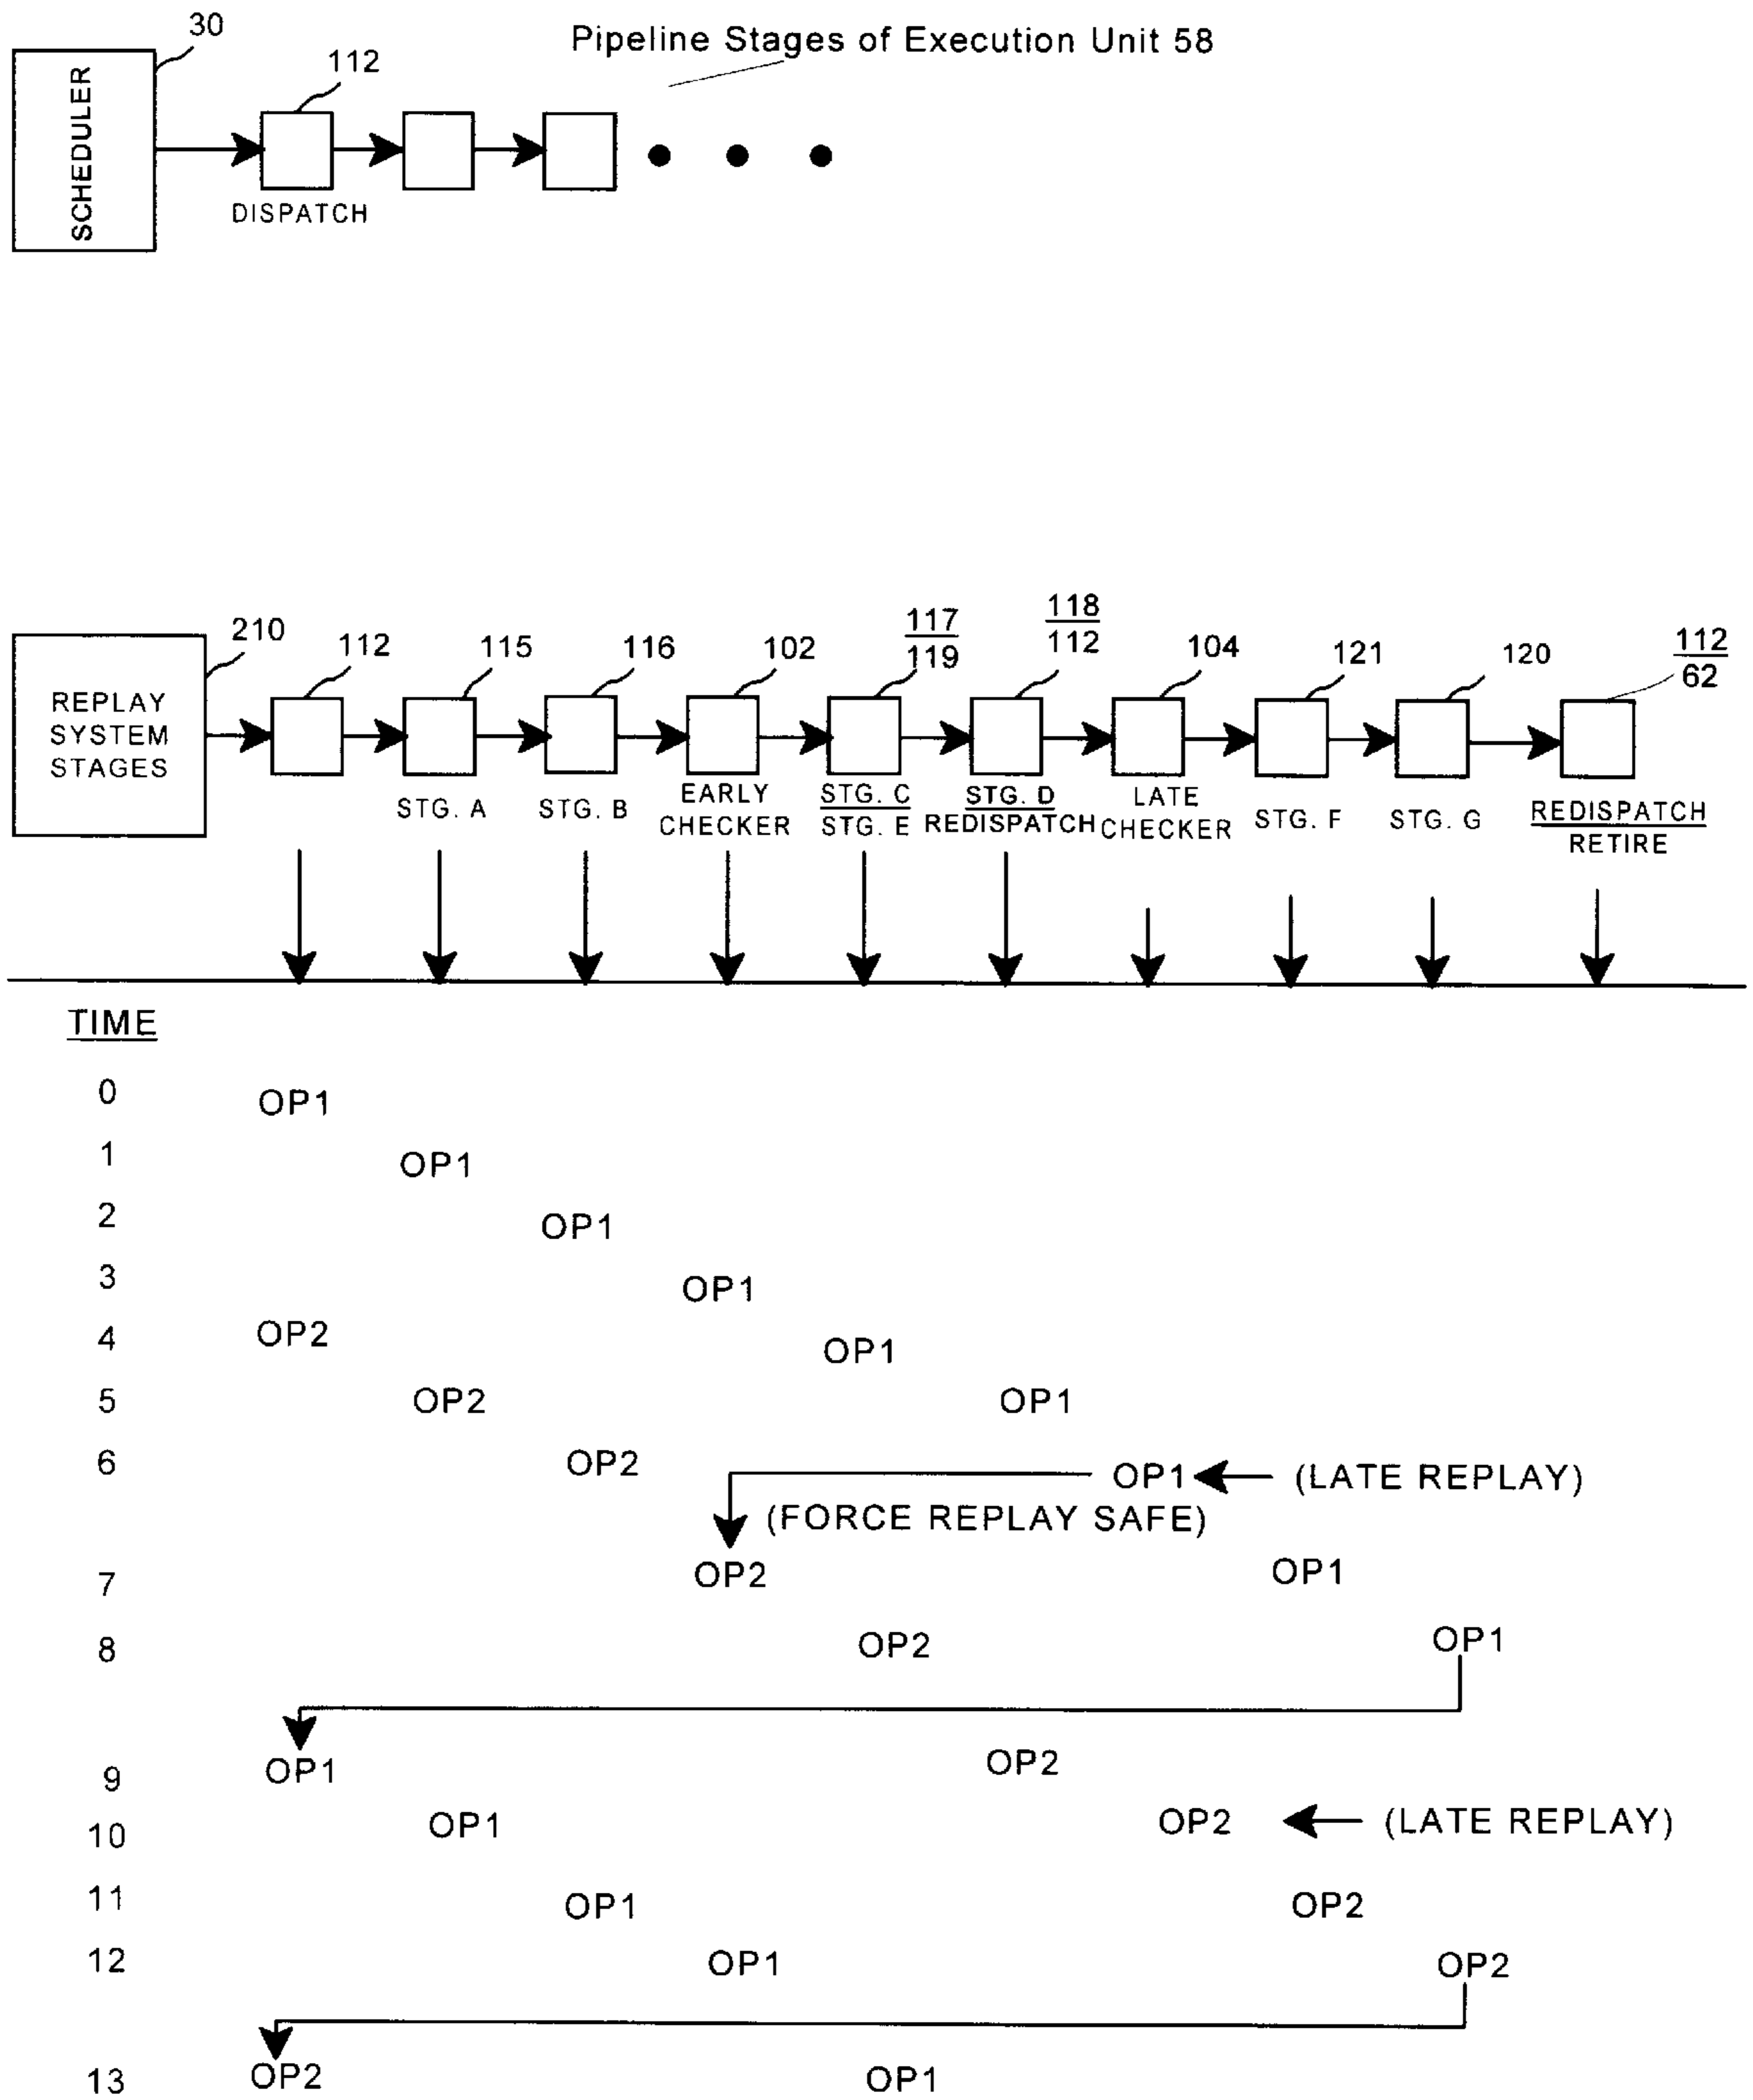 30
Pipeline Stages of Execution Unit 58
112
SCHEDULER
DISPATCH
210
112
115
116
102
117
119
118
112
104
121
120
112
62
REPLAY
SYSTEM
STAGES
STG. A
STG. B
EARLY
CHECKER
STG. C
STG. E
STG. D
REDISPATCH
LATE
CHECKER
STG. F
STG. G
REDISPATCH
RETIRE
TIME
0 OP1
1 OP1
2 OP1
3 OP1
4 OP2 OP1
5 OP2 OP1
6 OP2 OP1 (LATE REPLAY)
(FORCE REPLAY SAFE)
7 OP2 OP1
8 OP2 OP1
9 OP1 OP2
10 OP1 OP2 (LATE REPLAY)
11 OP1 OP2
12 OP1 OP2
13 OP2 OP1